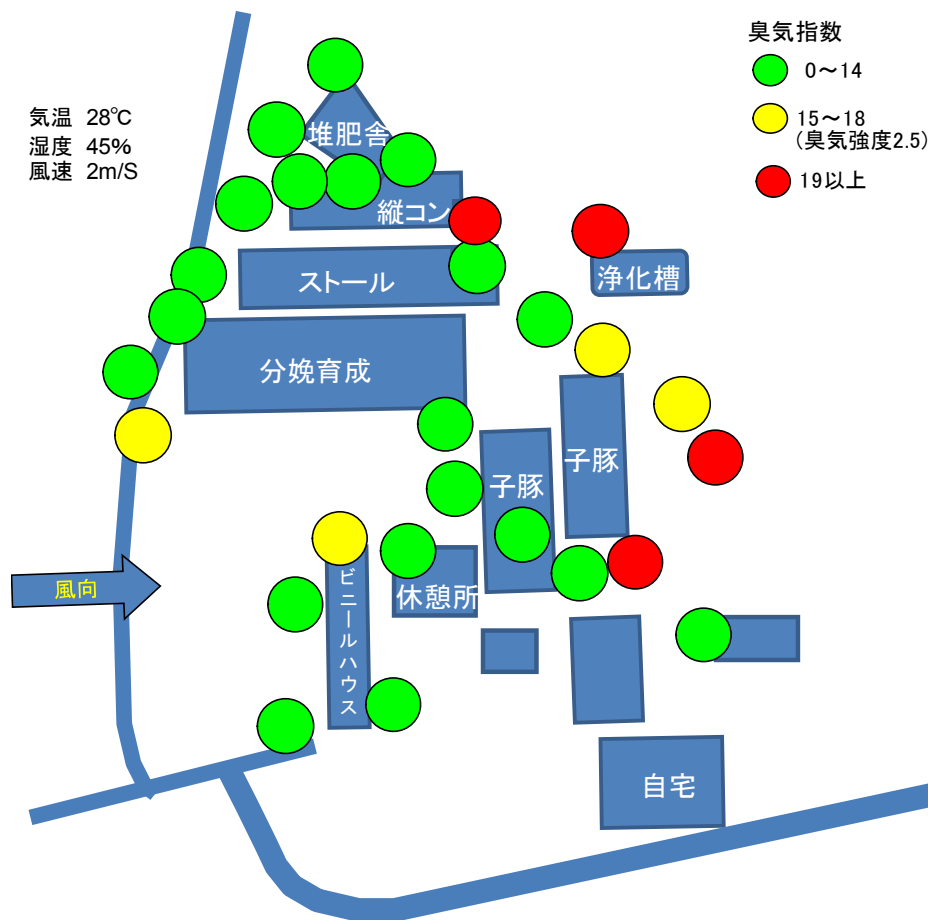 臭気指数
0～14
15～18
(臭気強度2.5)
19以上
気温 28℃
湿度 45%
風速 2m/S
堆肥舎
縦コン
ストール
浄化槽
分娩育成
子豚
子豚
風向
ビニールハウス
休憩所
自宅